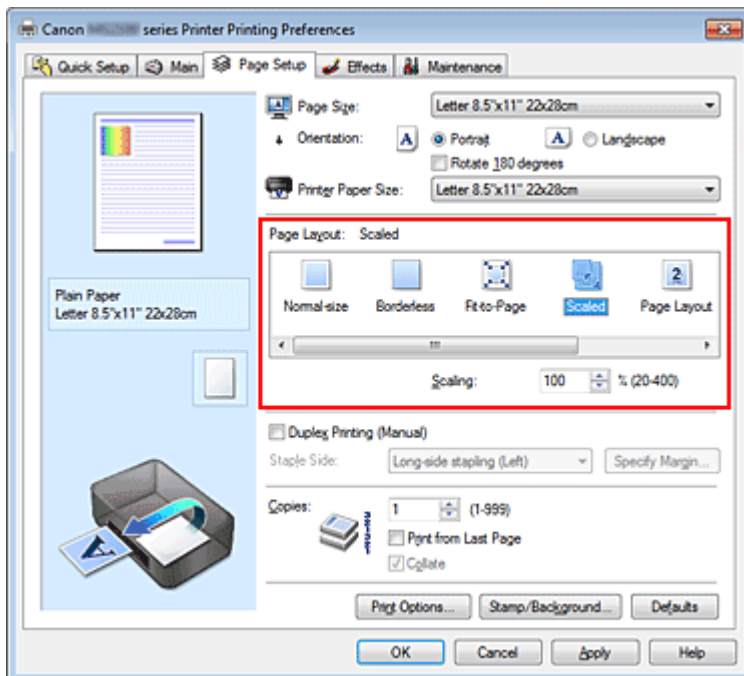 Canon series Printer Printing Preferences
Quick Setup Main Page Setup Effects Maintenance
Page Size: Letter 8.5"x11" 22x28cm
Orientation: A Portrait A Landscape
Rotate 180 degrees
Printer Paper Size: Letter 8.5"x11" 22x28cm
Page Layout: Scaled
Normal-size Borderless Fit-to-Page Scaled 2 Page Layout
Scaling: 100 % (20-400)
Plain Paper
Letter 8.5"x11" 22x28cm
Duplex Printing (Manual)
Staple Side: Long-side stapling (Left) Specify Margin...
Copies: 1 (1-999)
Print from Last Page
Collate
A
Print Options... Stamp/Background... Defaults
OK Cancel Apply Help